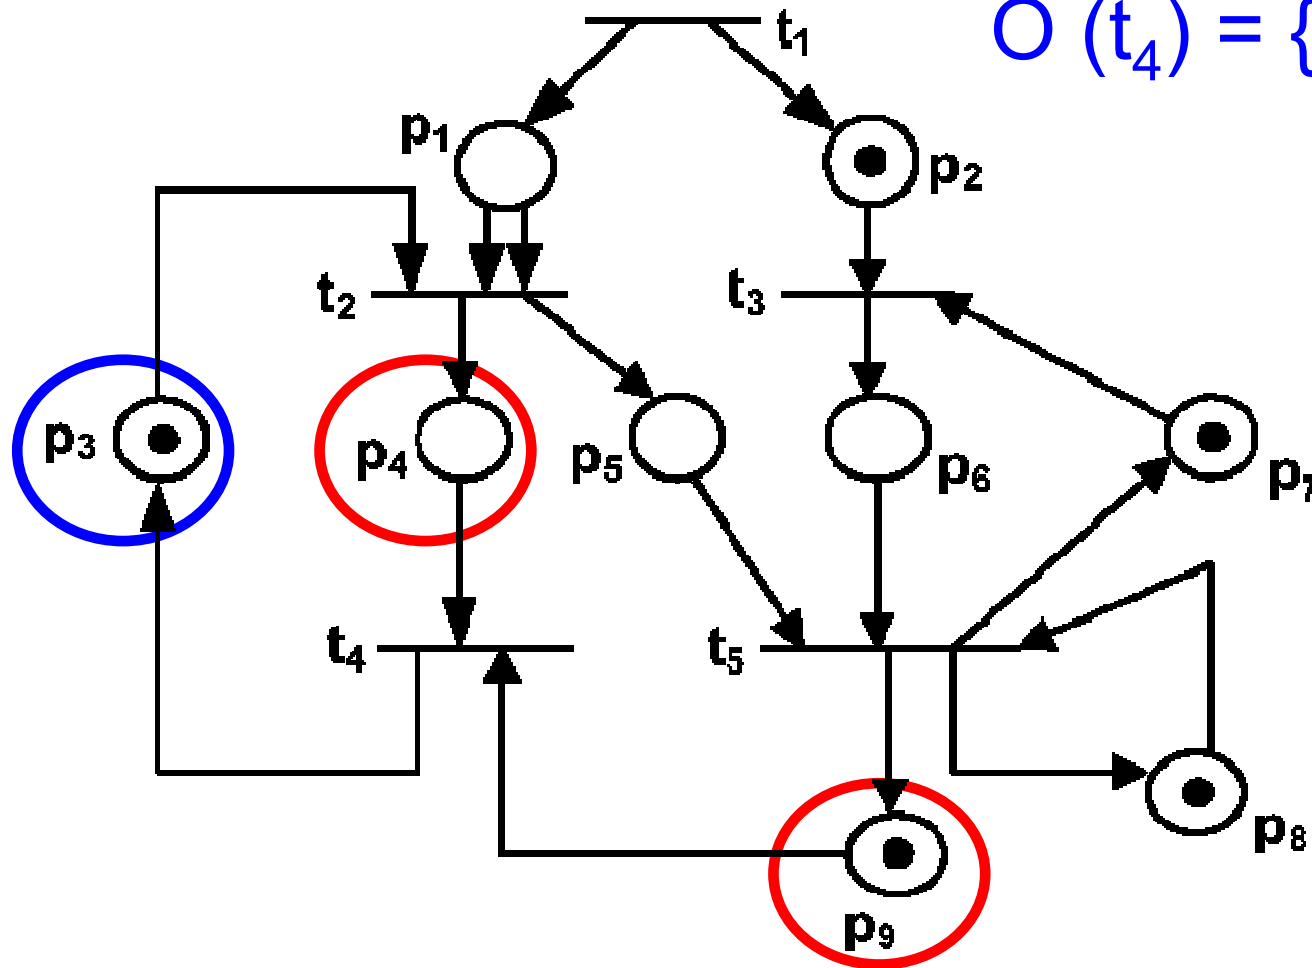 O (t₄) = {
t₁
p₁
p₂
t₂
t₃
p₃
p₄
p₅
p₆
p₇
t₄
t₅
p₈
p₉